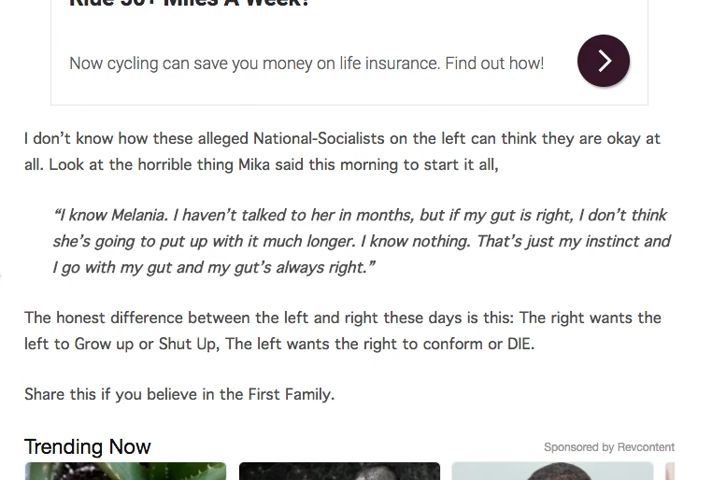 Ride 50+ Miles A Week?
Now cycling can save you money on life insurance. Find out how!
I don’t know how these alleged National-Socialists on the left can think they are okay at
all. Look at the horrible thing Mika said this morning to start it all,
“I know Melania. I haven’t talked to her in months, but if my gut is right, I don’t think
she’s going to put up with it much longer. I know nothing. That’s just my instinct and
I go with my gut and my gut’s always right.”
The honest difference between the left and right these days is this: The right wants the
left to Grow up or Shut Up, The left wants the right to conform or DIE.
Share this if you believe in the First Family.
Trending Now
Sponsored by Revcontent